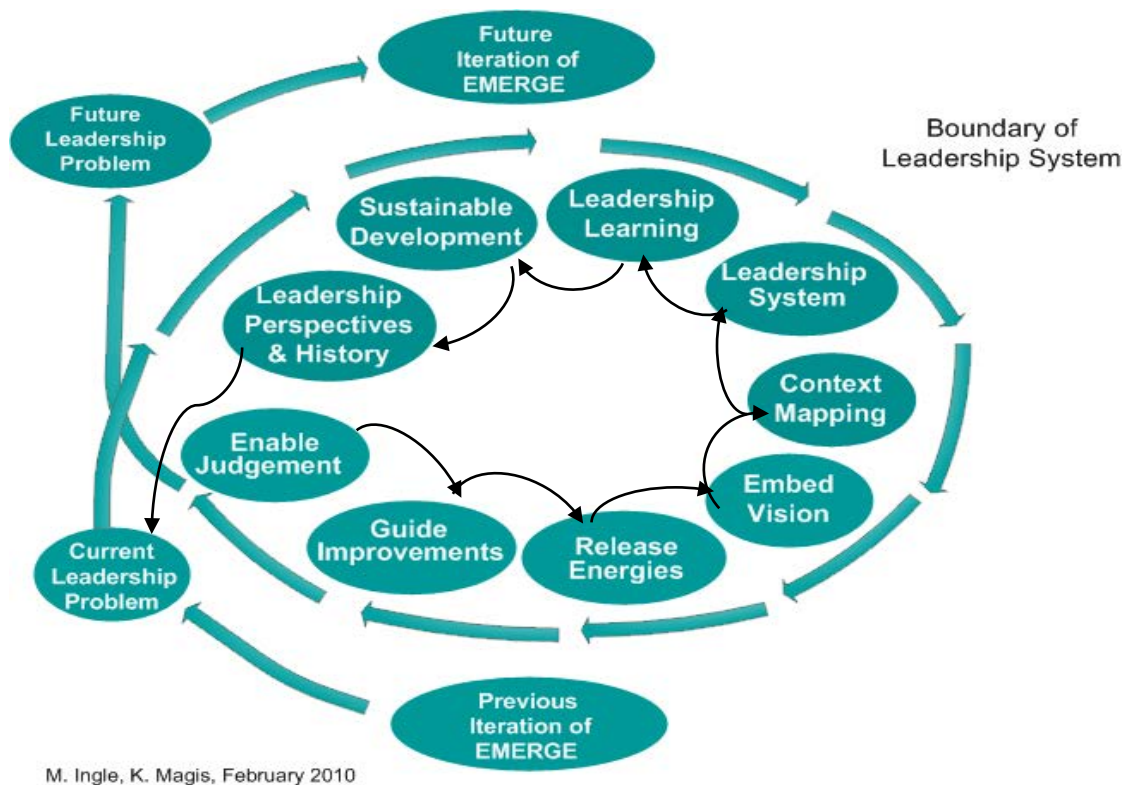 Future
Iteration of
EMERGE
Future
Leadership
Problem
Boundary of
Leadership System
Sustainable
Development
Leadership
Learning
Leadership
System
Leadership
Perspectives
& History
Context
Mapping
Enable
Judgement
Embed
Vision
Guide
Improvements
Release
Energies
Current
Leadership
Problem
Previous
Iteration of
EMERGE
M. Ingle, K. Magis, February 2010